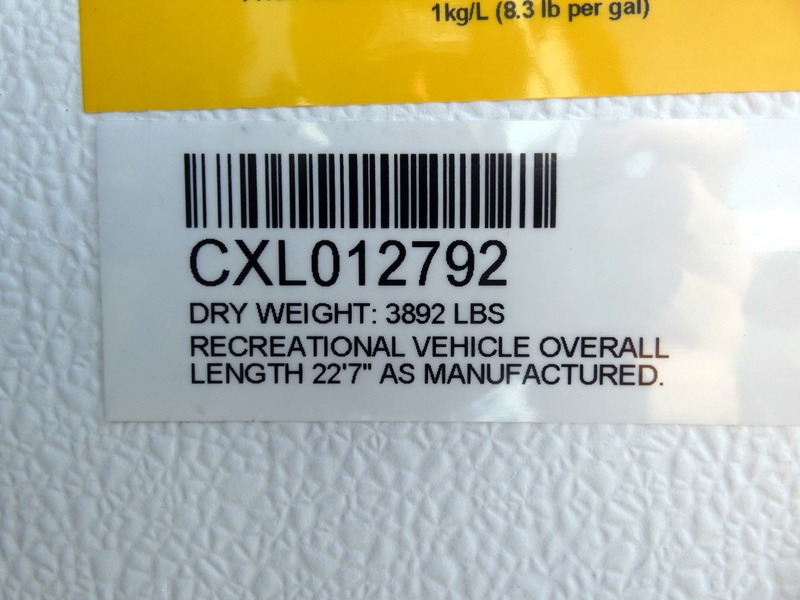 1kg/L (8.3 lb per gal)
CXL012792
DRY WEIGHT: 3892 LBS
RECREATIONAL VEHICLE OVERALL
LENGTH 22'7" AS MANUFACTURED.